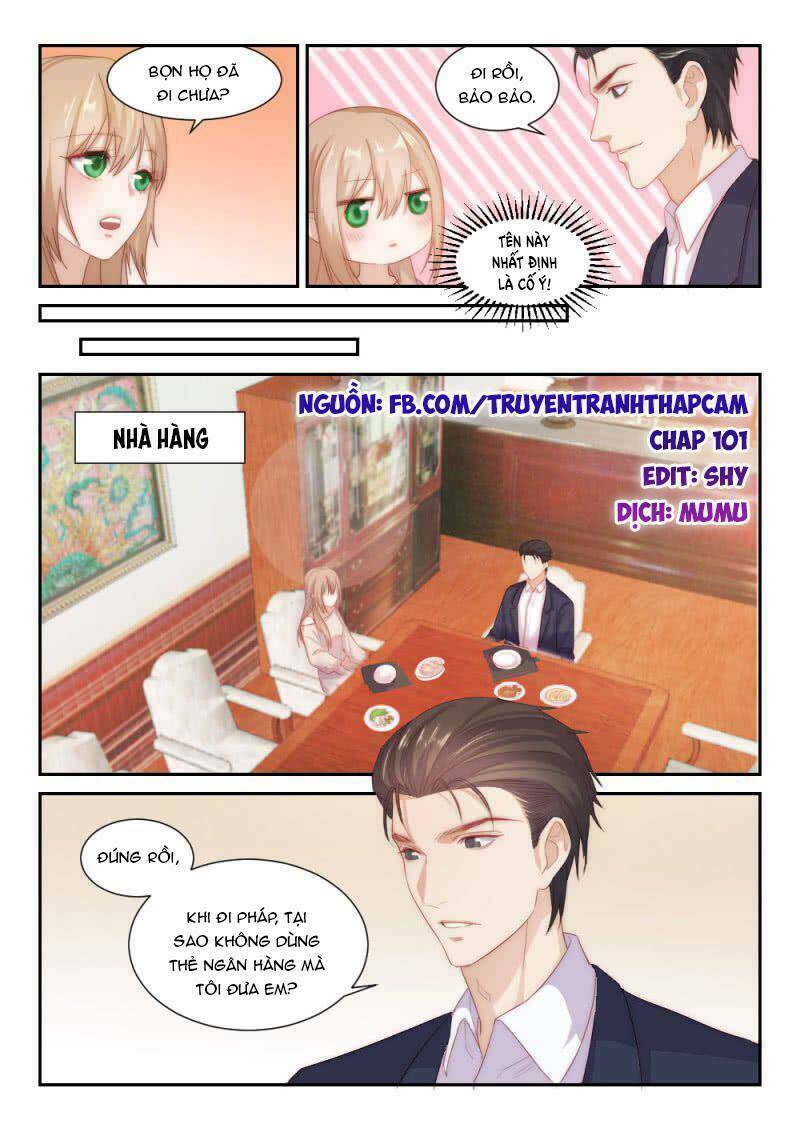 BỌN HỌ ĐÃ
ĐI CHƯA?
ĐI RỒI,
BẢO BẢO.
TÊN NÀY
NHẤT ĐỊNH
LÀ CỐ Ý!
NGUỒN: FB.COM/TRUYENTRANHTHAPCAM
CHAP 101
EDIT: SHY
DỊCH: MUMU
NHÀ HÀNG
ĐÚNG RỒI,
KHI ĐI PHÁP, TẠI
SAO KHÔNG DÙNG
THẺ NGÂN HÀNG MÀ
TÔI ĐƯA EM?